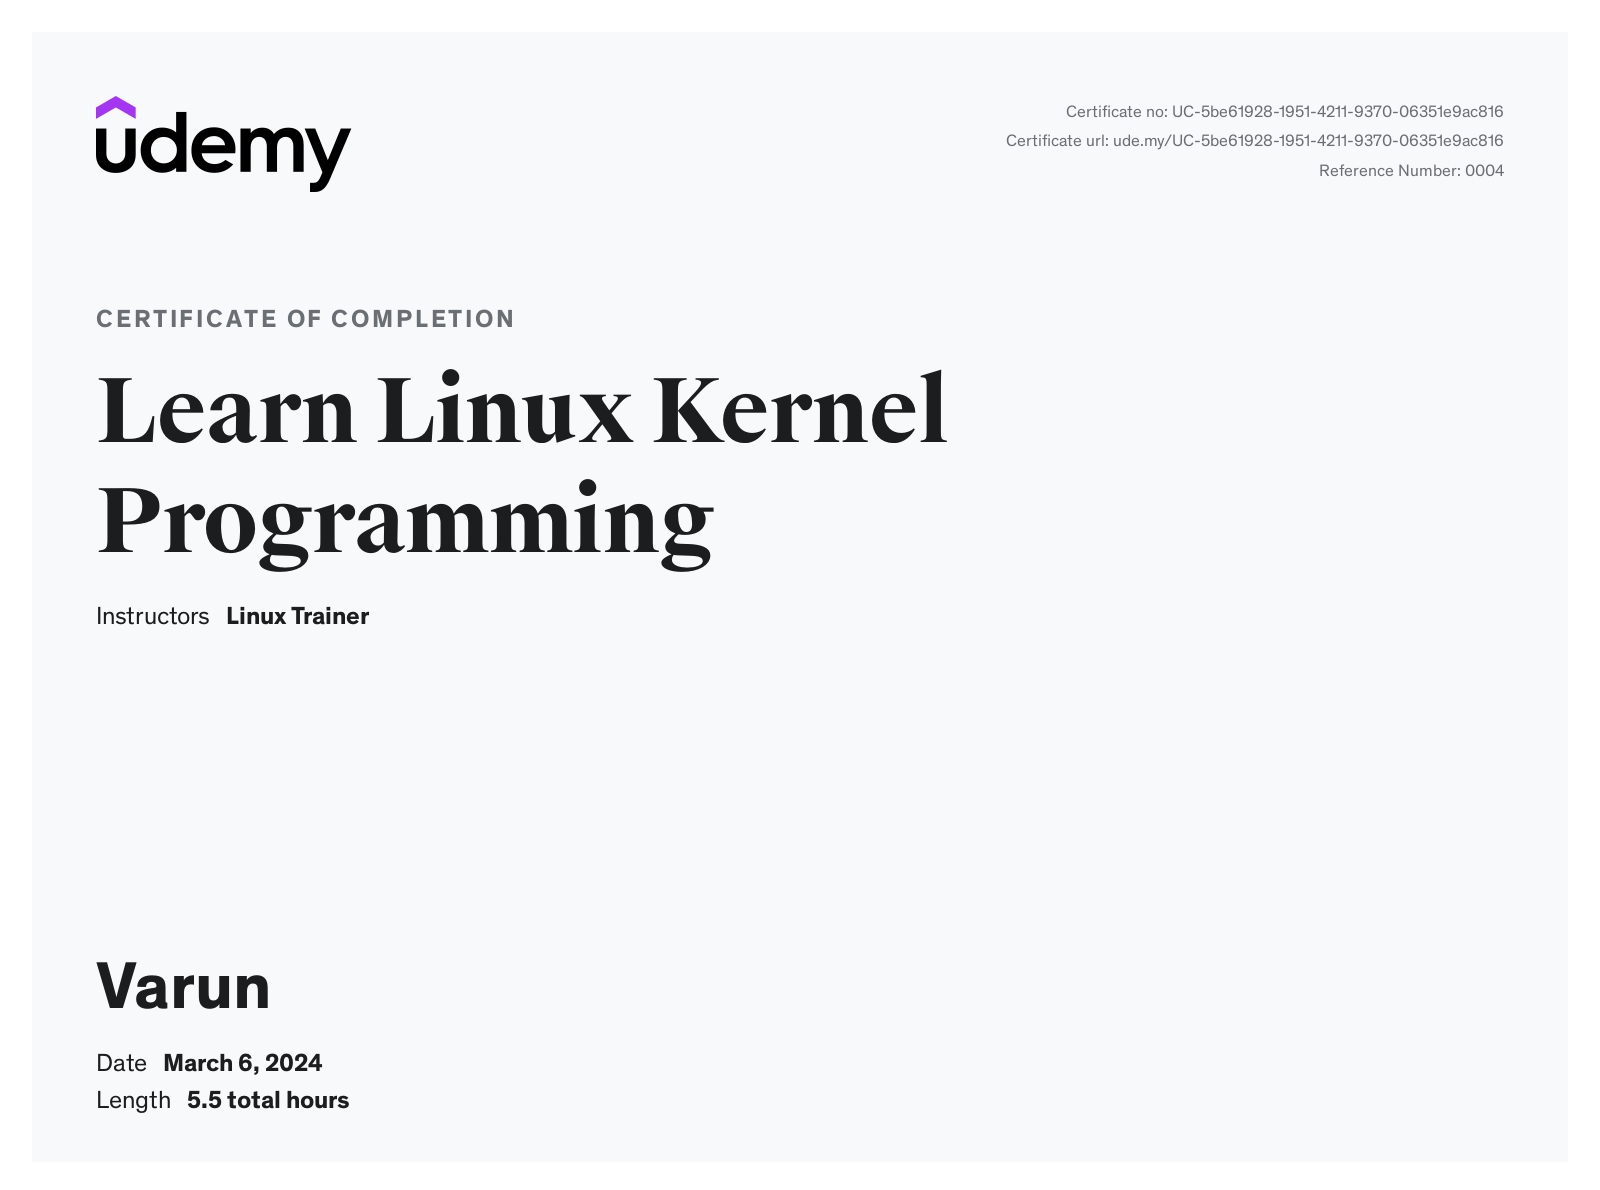 udemy
Certificate no: UC-5be61928-1951-4211-9370-06351e9ac816
Certificate url: ude.my/UC-5be61928-1951-4211-9370-06351e9ac816
Reference Number: 0004
CERTIFICATE OF COMPLETION
Learn Linux Kernel
Programming
Instructors Linux Trainer
Varun
Date March 6, 2024
Length 5.5 total hours